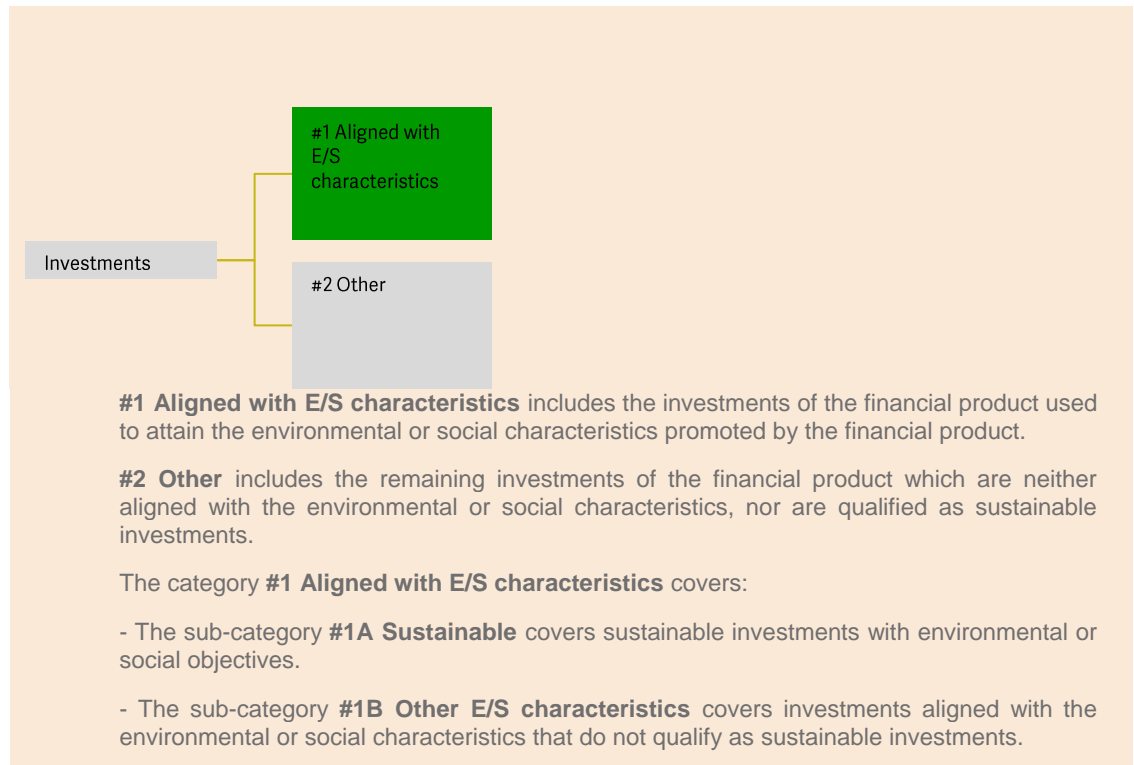 #1 Aligned with
E/S
characteristics
Investments
#2 Other
#1 Aligned with E/S characteristics includes the investments of the financial product used
to attain the environmental or social characteristics promoted by the financial product.
#2 Other includes the remaining investments of the financial product which are neither
aligned with the environmental or social characteristics, nor are qualified as sustainable
investments.
The category #1 Aligned with E/S characteristics covers:
- The sub-category #1A Sustainable covers sustainable investments with environmental or
social objectives.
- The sub-category #1B Other E/S characteristics covers investments aligned with the
environmental or social characteristics that do not qualify as sustainable investments.